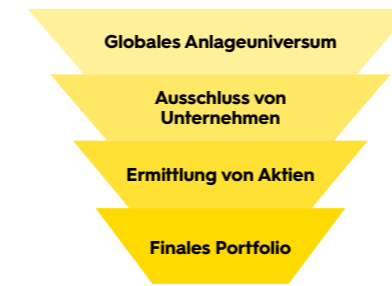 Globales Anlageuniversum
Ausschluss von
Unternehmen
Ermittlung von Aktien
Finales Portfolio